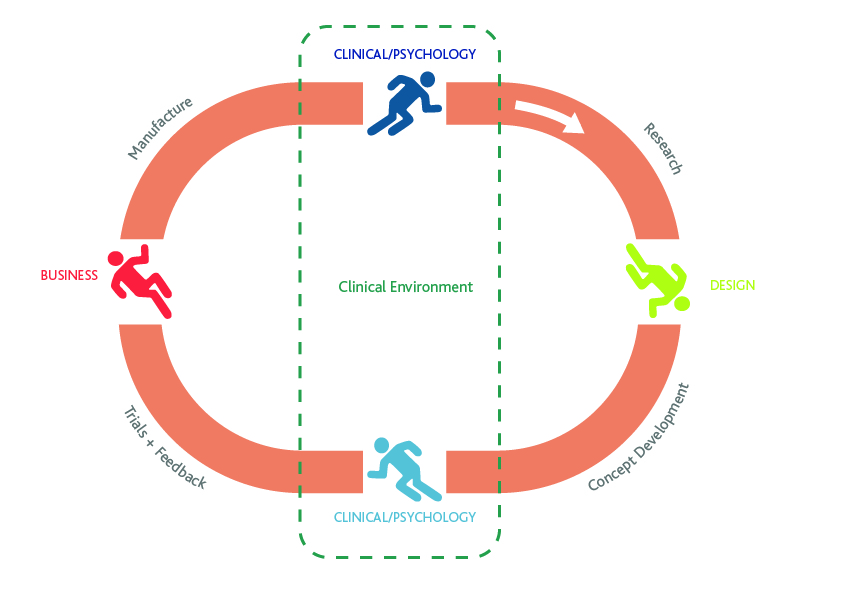 CLINICAL/PSYCHOLOGY
Manufacture
Research
BUSINESS
Clinical Environment
DESIGN
Trials + Feedback
Concept Development
CLINICAL/PSYCHOLOGY